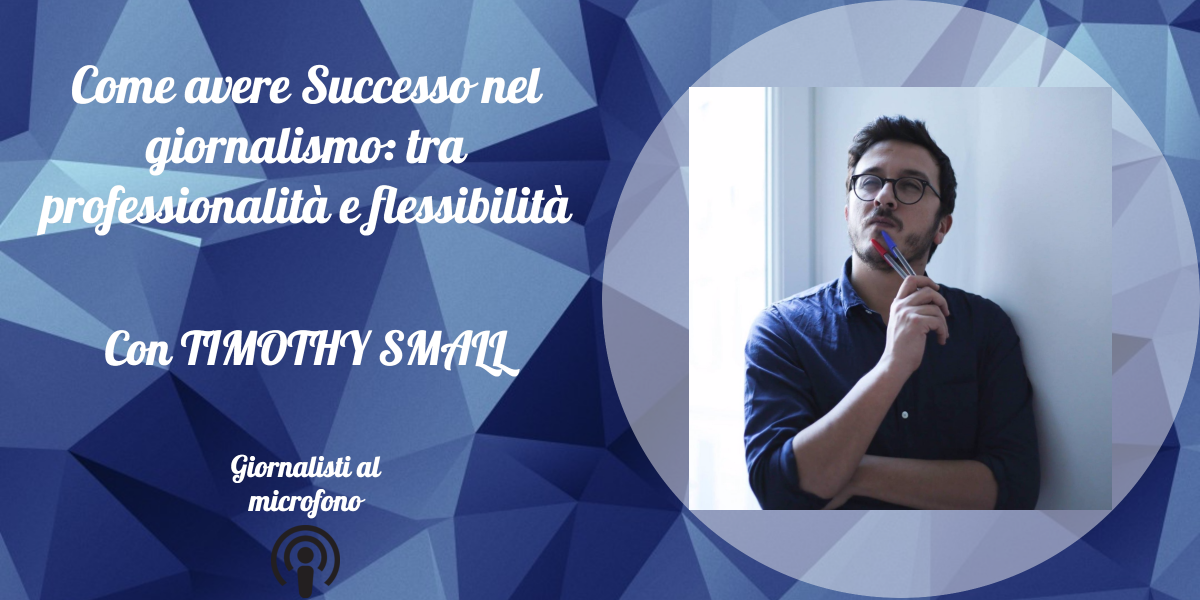 Come avere Successo nel
giornalismo: tra
professionalità e flessibilità
Con TIMOTHY SMALL
Giornalisti al
microfono